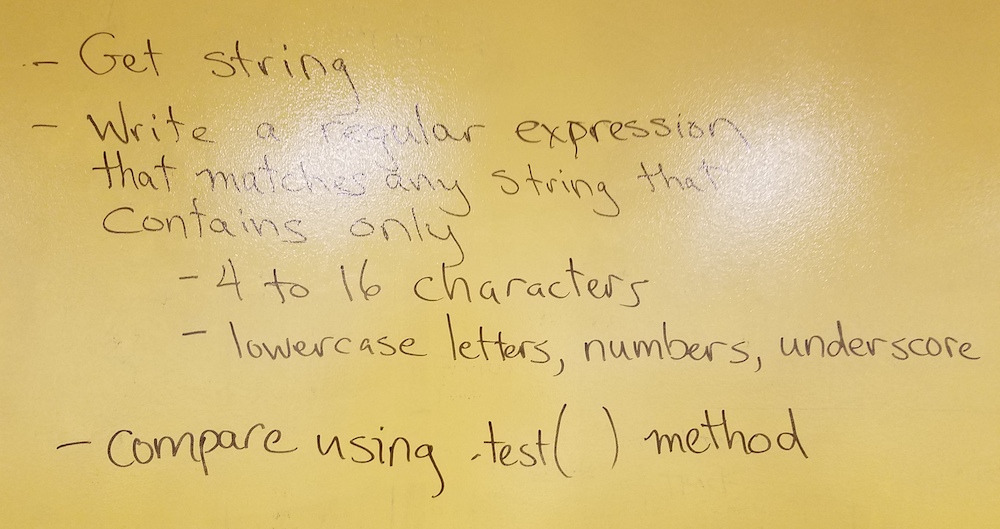 - Get string
- Write a regular expression
that matches any string that
contains only
- 4 to 16 characters
- lowercase letters, numbers, underscore
- compare using .test( ) method